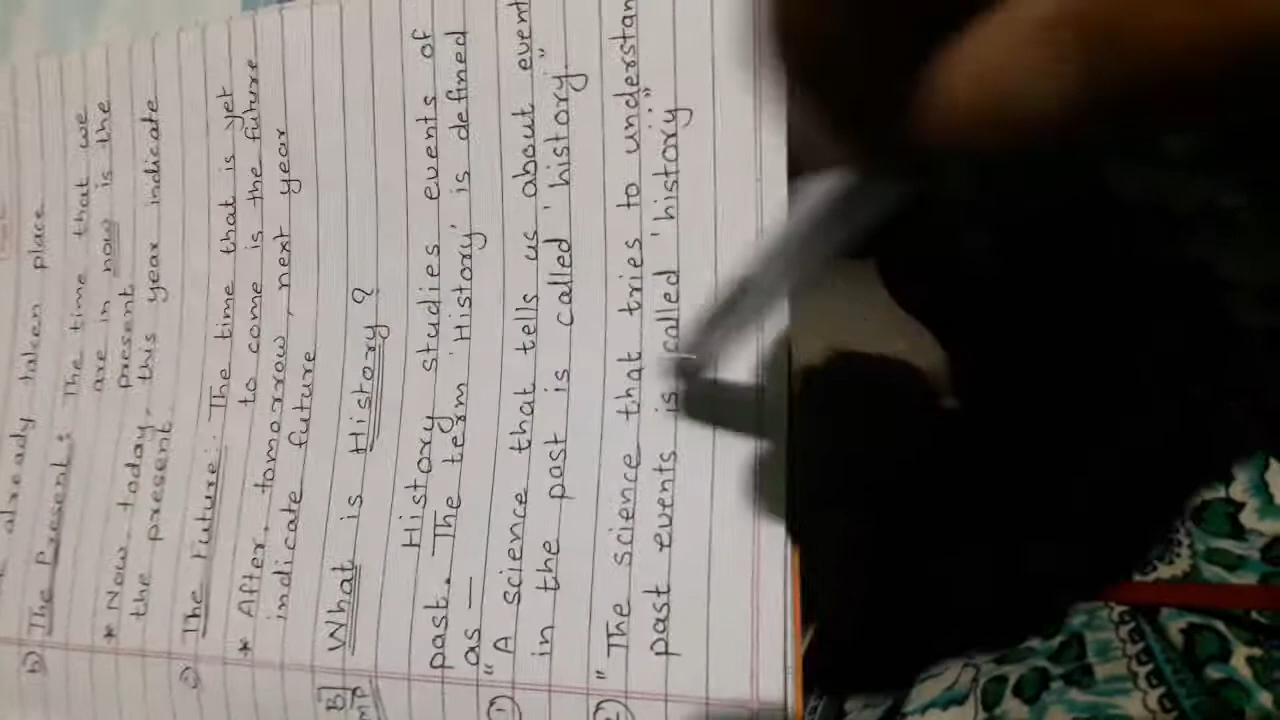 already taken place
b) The Present : The time that we
are in now is the
present
* Now, today, this year indicate
the present.
c) The Future : The time that is yet
to come is the future
* After, tomorrow, next year
indicate future
B] What is History ?
Imp
History studies events of
past. The term 'History' is defined
as —
1) "A science that tells us about event
in the past is called 'history'"
2) "The science that tries to understan
past events is called 'history'"